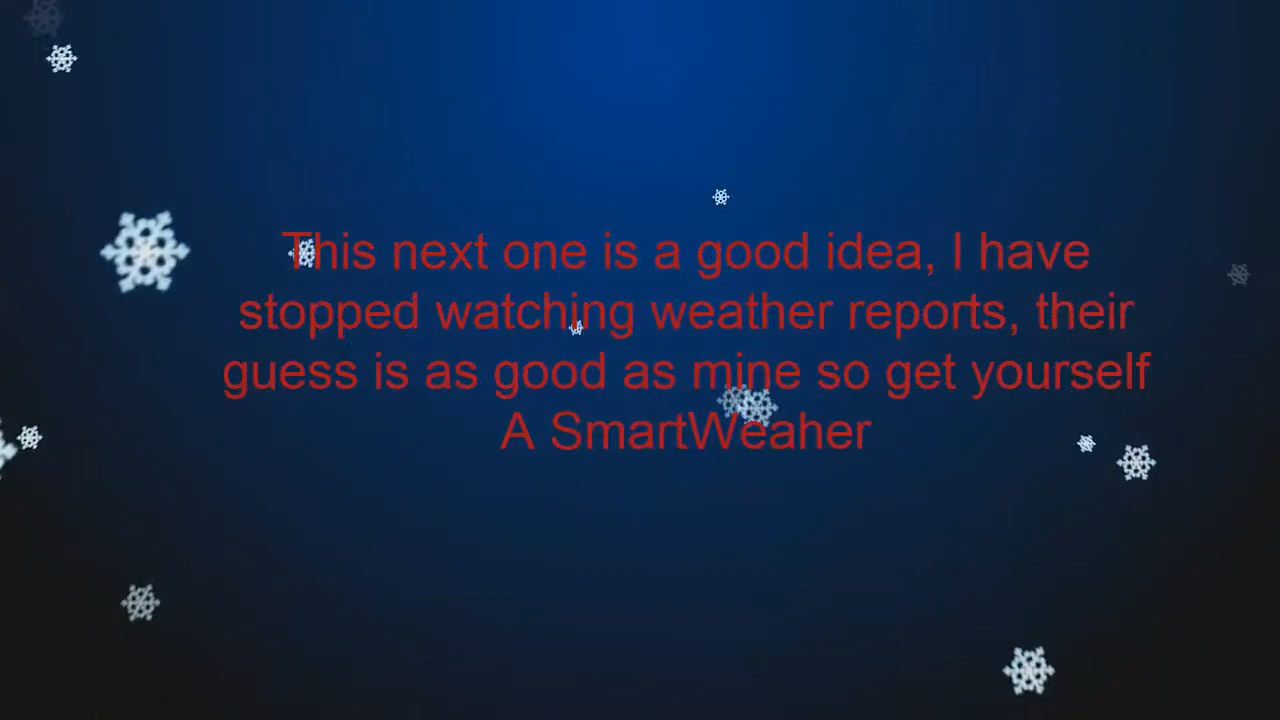 This next one is a good idea, I have
stopped watching weather reports, their
guess is as good as mine so get yourself
A SmartWeaher